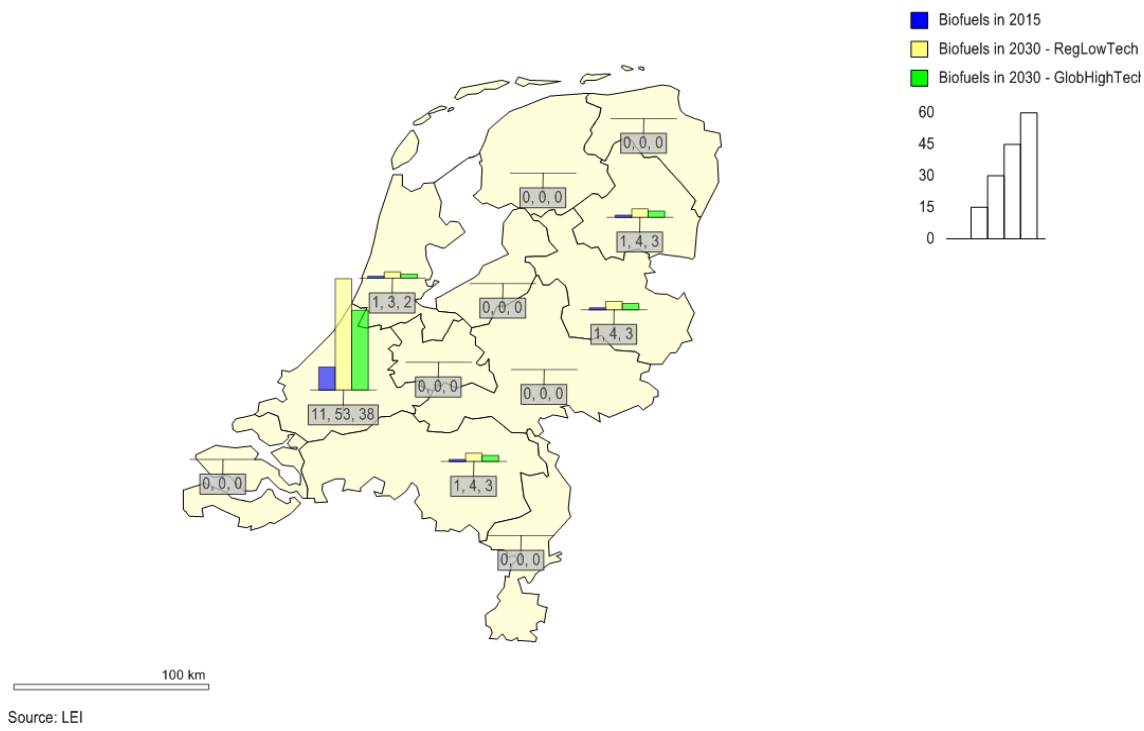 Biofuels in 2015
Biofuels in 2030 - RegLowTech
Biofuels in 2030 - GlobHighTech
60
45
30
15
0
0, 0, 0
0, 0, 0
1, 4, 3
1, 3, 2
0, 0, 0
1, 4, 3
0, 0, 0
0, 0, 0
11, 53, 38
0, 0, 0
1, 4, 3
0, 0, 0
100 km
Source: LEI